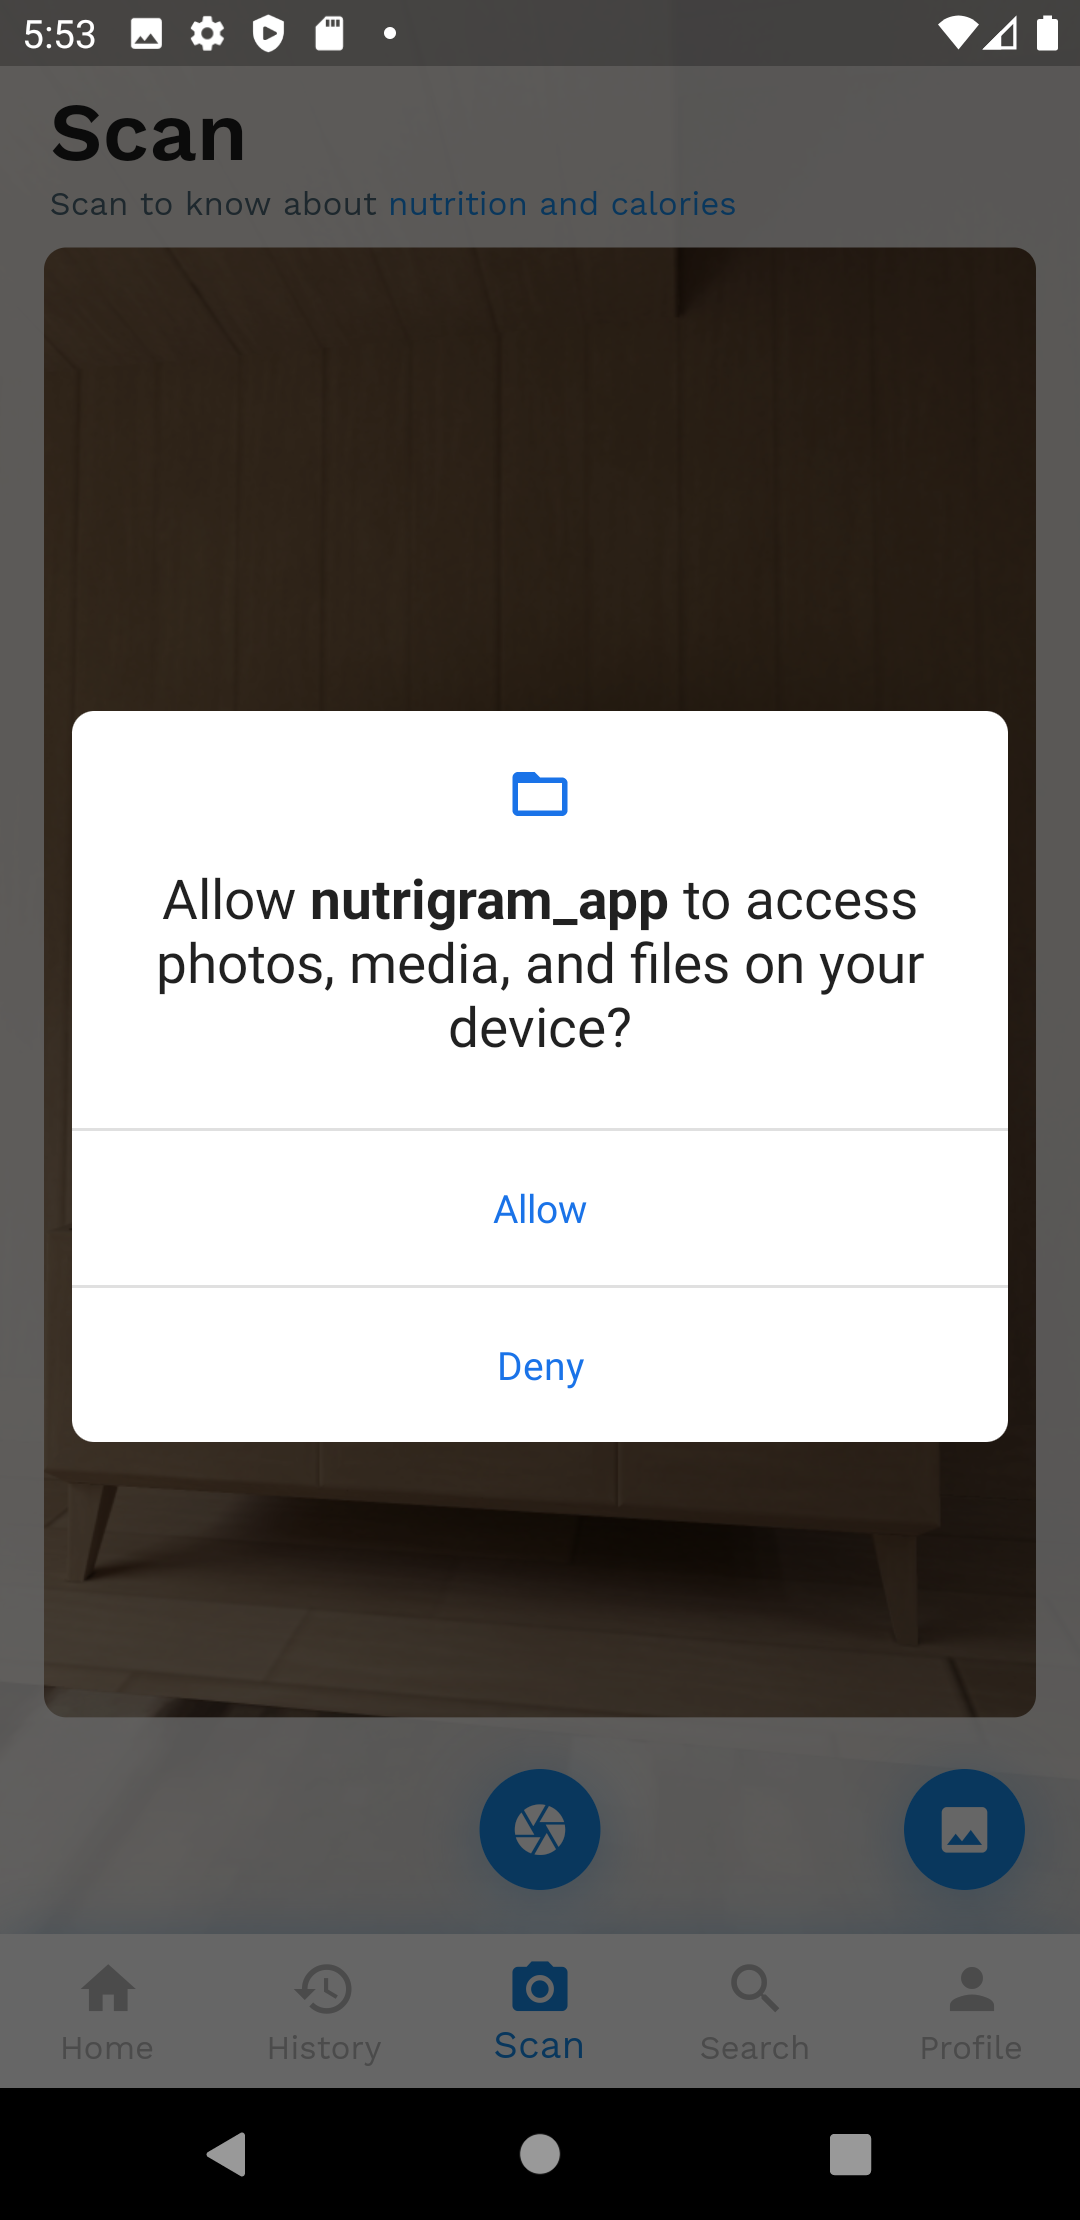 5:53
Scan
Scan to know about nutrition and calories
Allow nutrigram_app to access
photos, media, and files on your
device?
Allow
Deny
Home
History
Scan
Search
Profile